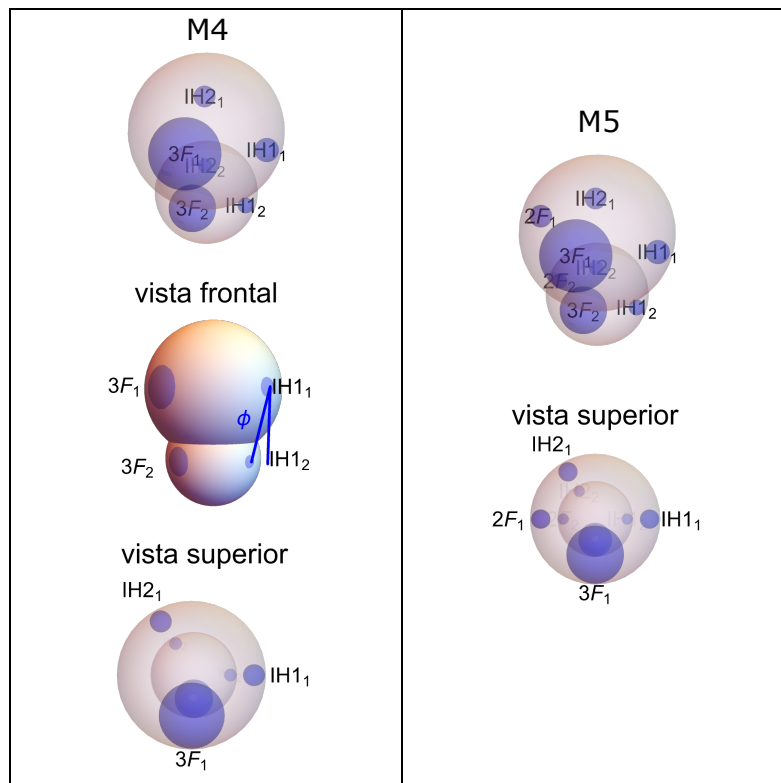 M4
IH2₁
3F₁
IH1₁
IH2₂
3F₂
IH1₂
vista frontal
3F₁
IH1₁
ϕ
3F₂
IH1₂
vista superior
IH2₁
IH1₁
3F₁
M5
IH2₁
2F₁
3F₁
IH1₁
IH2₂
2F₂
3F₂
IH1₂
vista superior
IH2₁
2F₁
IH1₁
3F₁